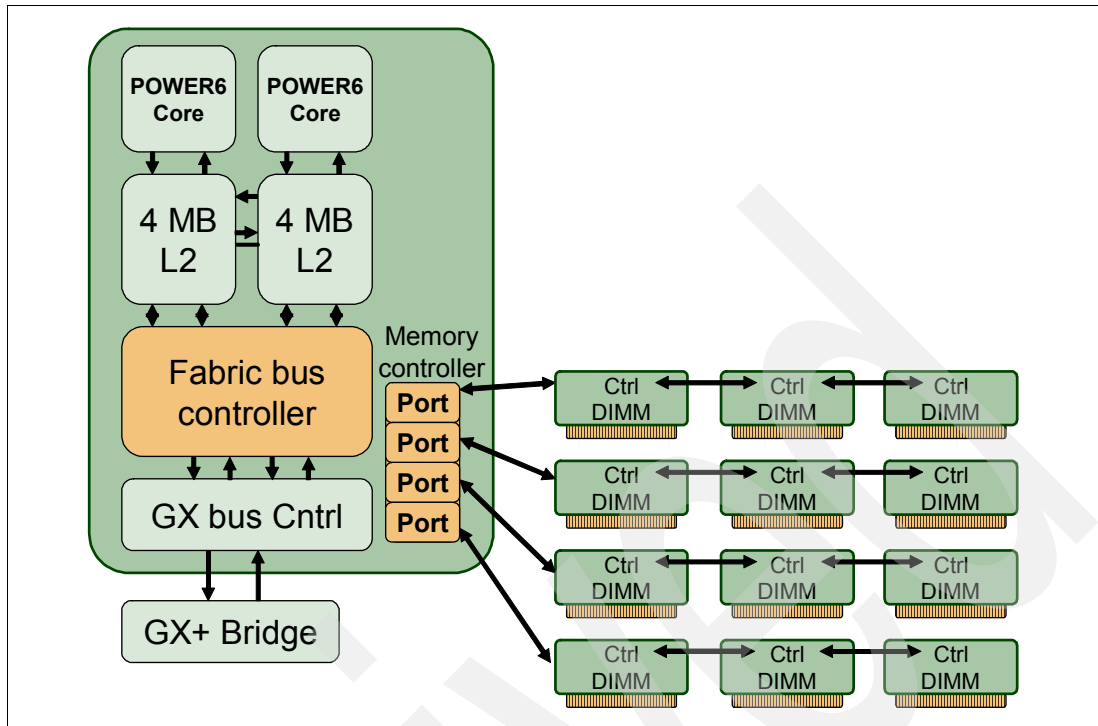 POWER6
Core
POWER6
Core
4 MB
L2
4 MB
L2
Fabric bus
controller
Memory
controller
Port
Port
Port
Port
GX bus Cntrl
GX+ Bridge
Ctrl
DIMM
Ctrl
DIMM
Ctrl
DIMM
Ctrl
DIMM
Ctrl
DIMM
Ctrl
DIMM
Ctrl
DIMM
Ctrl
DIMM
Ctrl
DIMM
Ctrl
DIMM
Ctrl
DIMM
Ctrl
DIMM